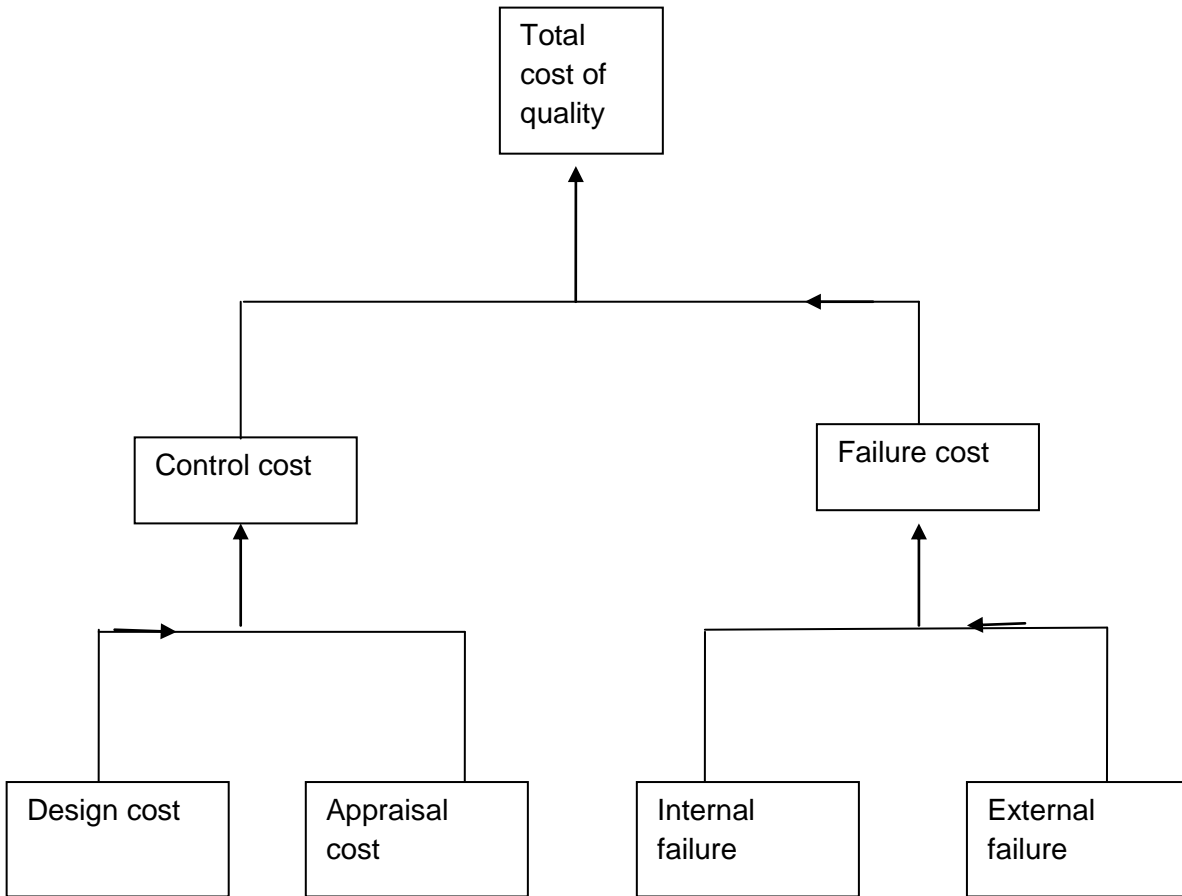 Total
cost of
quality
Control cost
Failure cost
Design cost
Appraisal
cost
Internal
failure
External
failure